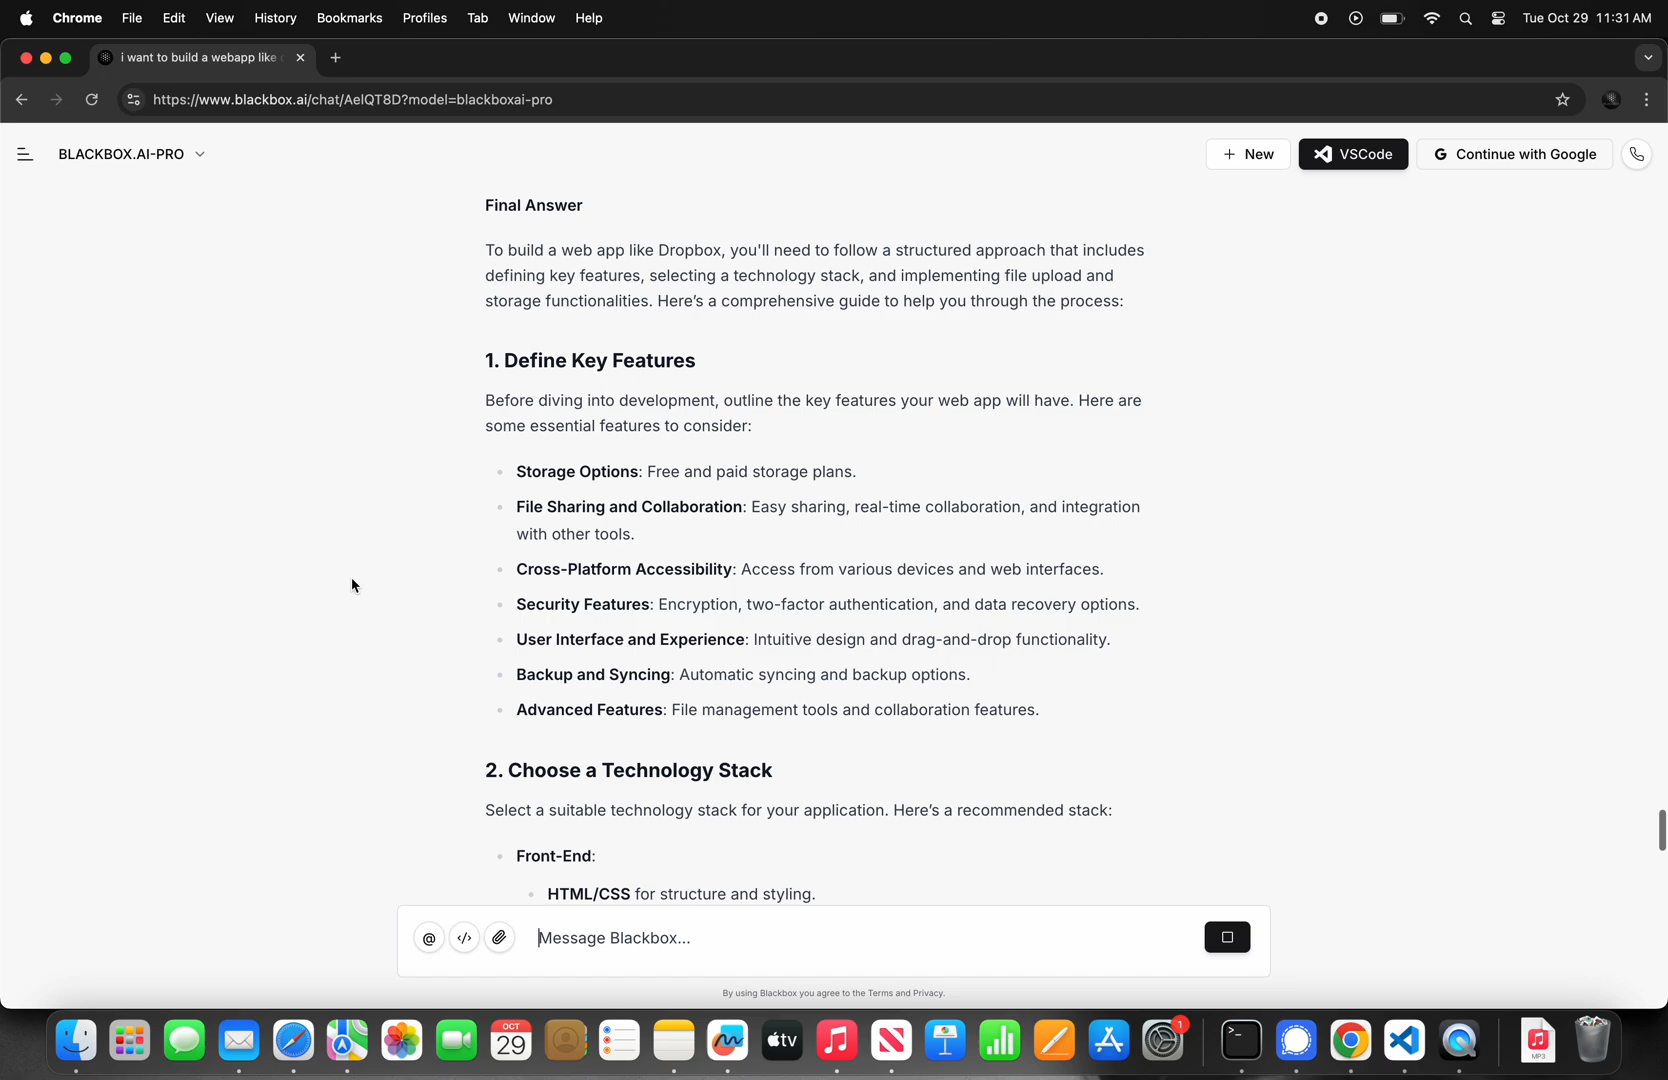 Chrome File Edit View History Bookmarks Profiles Tab Window Help Tue Oct 29 11:31 AM
i want to build a webapp like
https://www.blackbox.ai/chat/AelQT8D?model=blackboxai-pro
BLACKBOX.AI-PRO New VSCode G Continue with Google
Final Answer
To build a web app like Dropbox, you'll need to follow a structured approach that includes
defining key features, selecting a technology stack, and implementing file upload and
storage functionalities. Here's a comprehensive guide to help you through the process:
1. Define Key Features
Before diving into development, outline the key features your web app will have. Here are
some essential features to consider:
Storage Options: Free and paid storage plans.
File Sharing and Collaboration: Easy sharing, real-time collaboration, and integration
with other tools.
Cross-Platform Accessibility: Access from various devices and web interfaces.
Security Features: Encryption, two-factor authentication, and data recovery options.
User Interface and Experience: Intuitive design and drag-and-drop functionality.
Backup and Syncing: Automatic syncing and backup options.
Advanced Features: File management tools and collaboration features.
2. Choose a Technology Stack
Select a suitable technology stack for your application. Here's a recommended stack:
Front-End:
HTML/CSS for structure and styling.
@ </> Message Blackbox...
By using Blackbox you agree to the Terms and Privacy.
OCT
29
tv
1
MP3